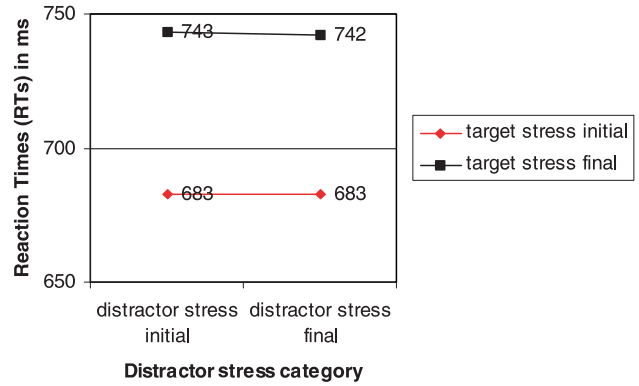 750
743
742
700
683
683
650
Reaction Times (RTs) in ms
distractor stress
initial
distractor stress
final
Distractor stress category
target stress initial
target stress final